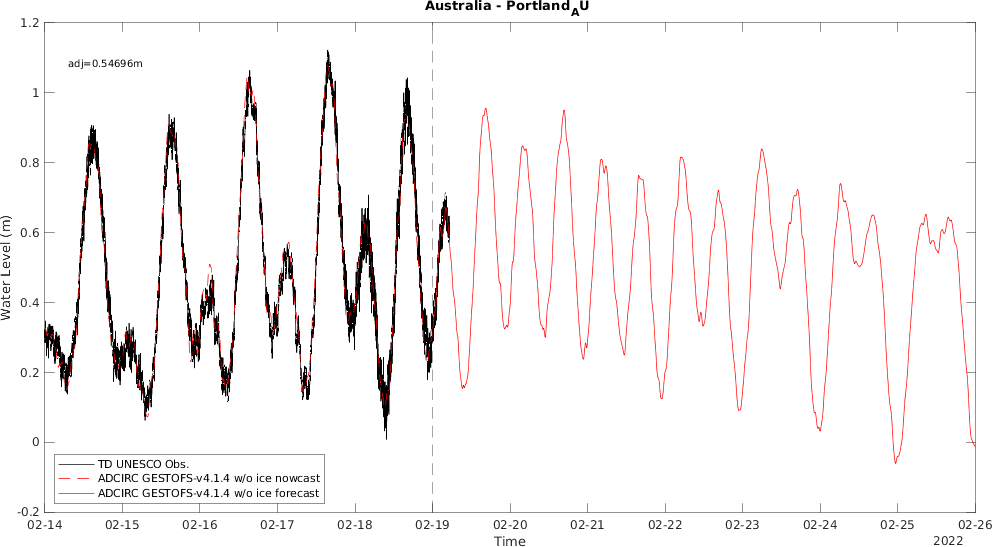 Australia - Portland_AU
adj=0.54696m
Water Level (m)
1.2
1
0.8
0.6
0.4
0.2
0
-0.2
TD UNESCO Obs.
ADCIRC GESTOFS-v4.1.4 w/o ice nowcast
ADCIRC GESTOFS-v4.1.4 w/o ice forecast
02-14 02-15 02-16 02-17 02-18 02-19 02-20 02-21 02-22 02-23 02-24 02-25 02-26
Time
2022